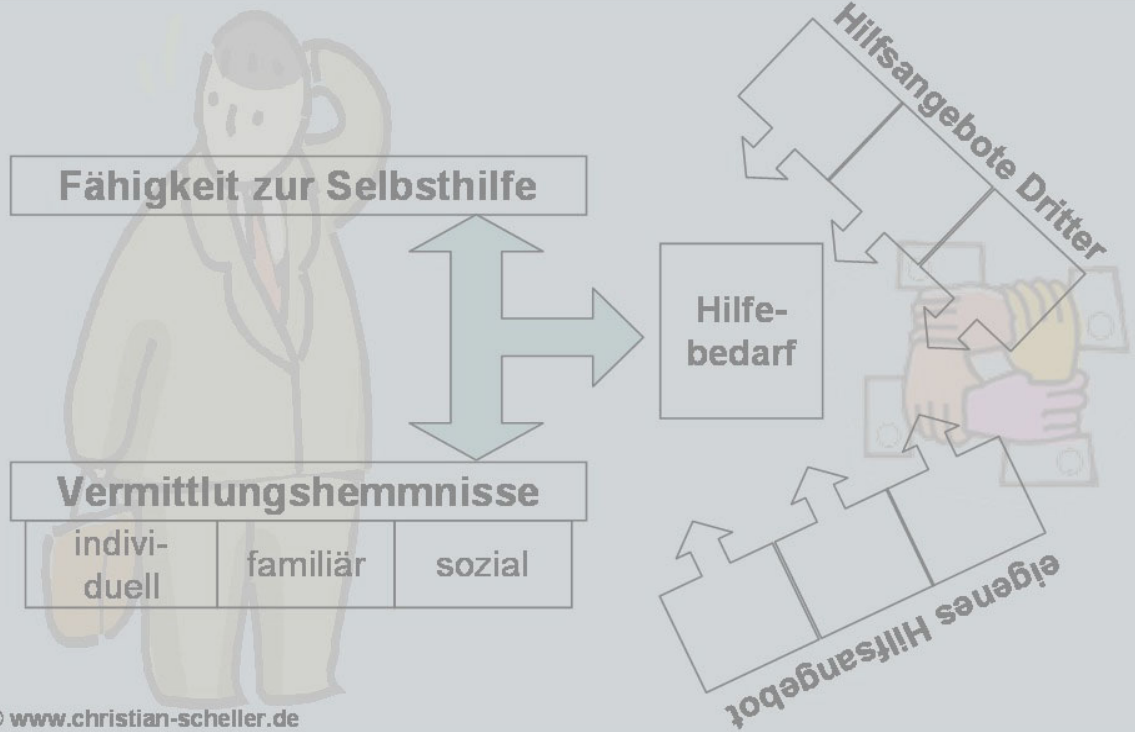 Hilfsangebote Dritter
Fähigkeit zur Selbsthilfe
Hilfe-
bedarf
Vermittlungshemmnisse
indivi-
duell
familiär
sozial
eigenes Hilfsangebot
© www.christian-scheller.de